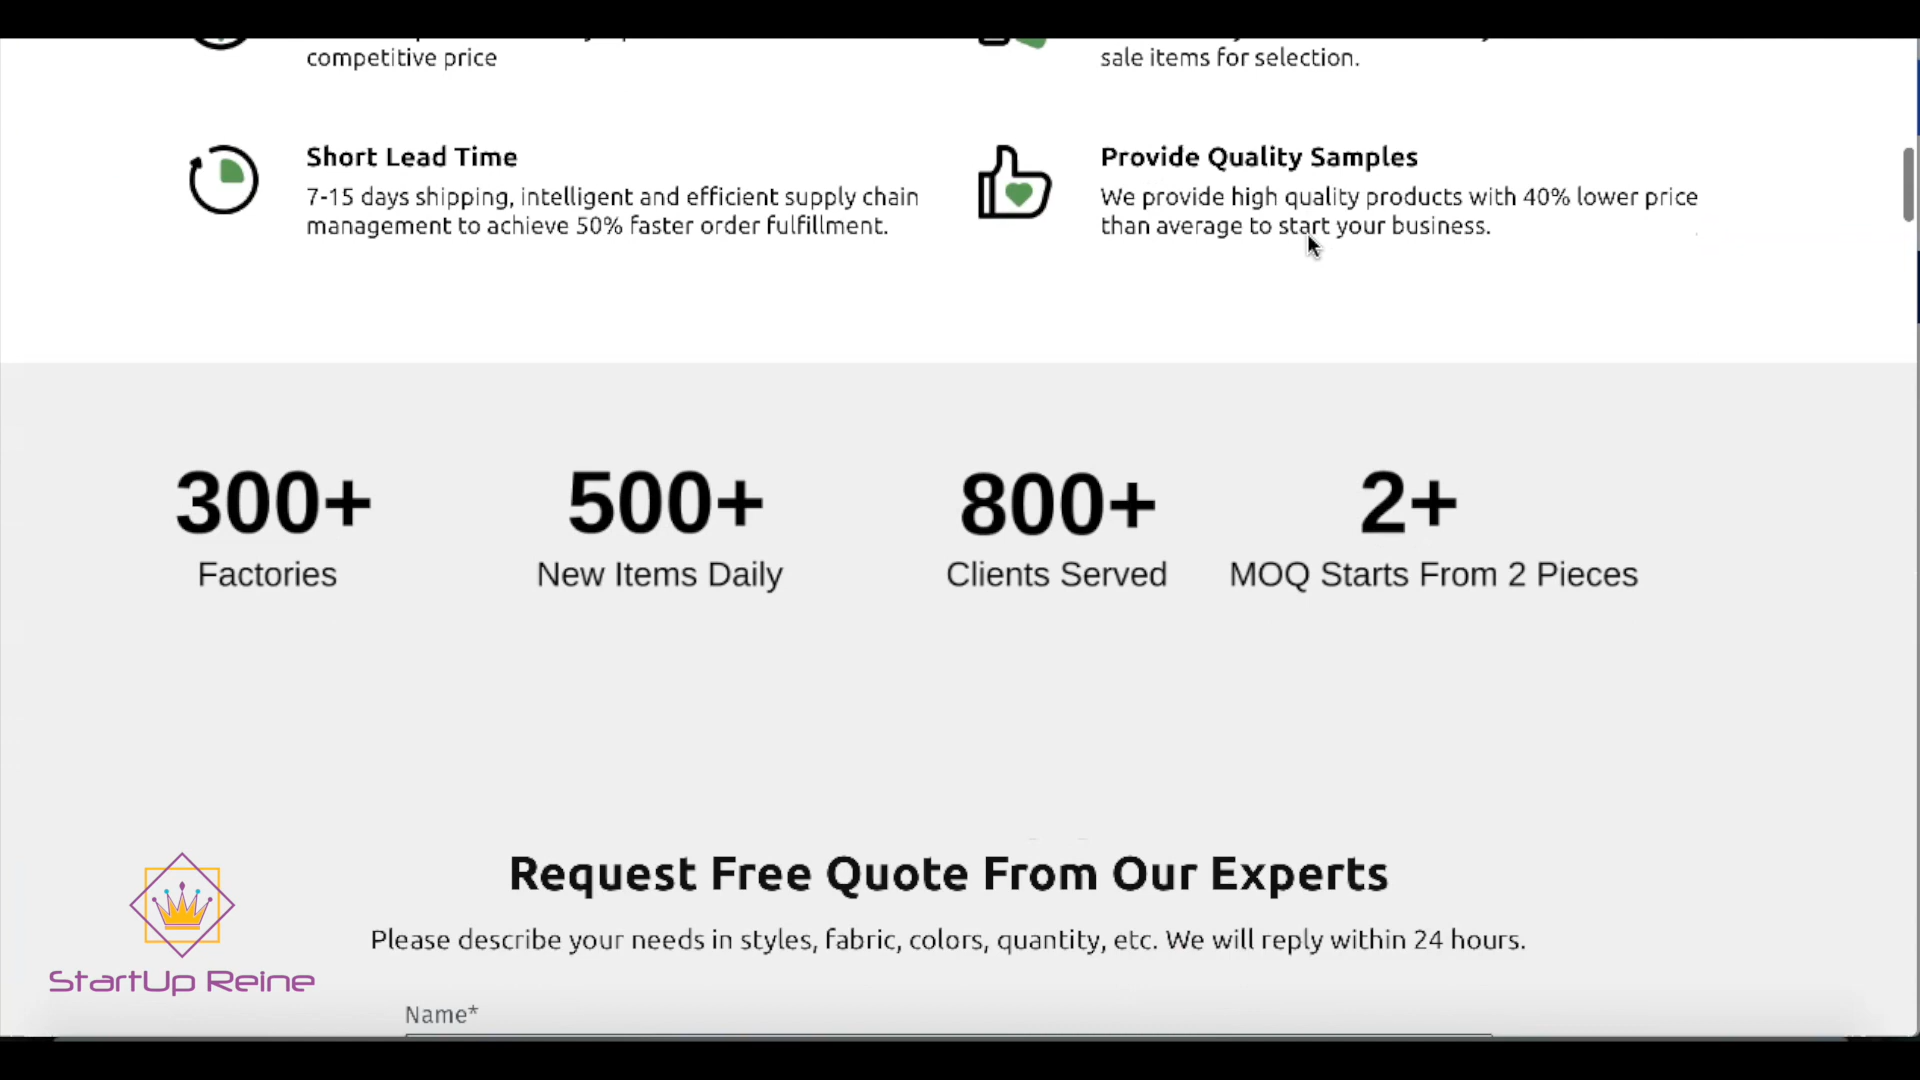 competitive price
sale items for selection.
Short Lead Time
7-15 days shipping, intelligent and efficient supply chain
management to achieve 50% faster order fulfillment.
Provide Quality Samples
We provide high quality products with 40% lower price
than average to start your business.
300+
Factories
500+
New Items Daily
800+
Clients Served
2+
MOQ Starts From 2 Pieces
Request Free Quote From Our Experts
Please describe your needs in styles, fabric, colors, quantity, etc. We will reply within 24 hours.
StartUp Reine
Name*